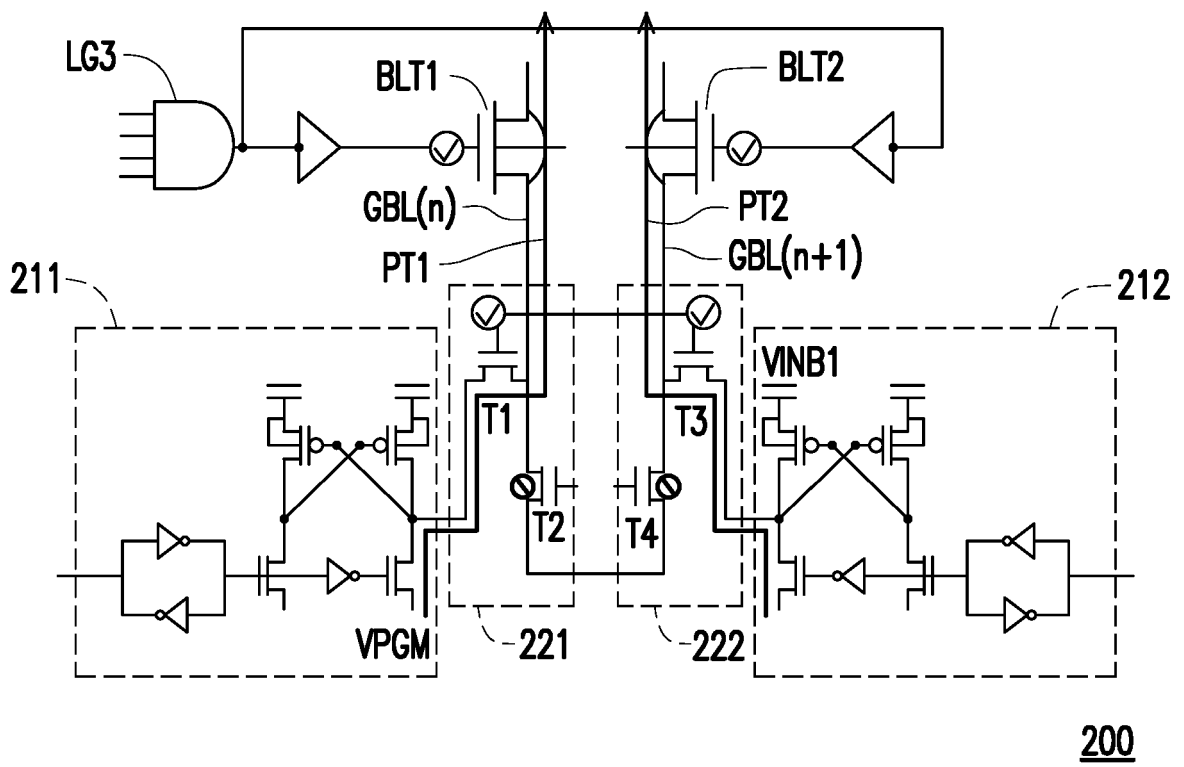 LG3
BLT1
BLT2
GBL(n)
PT2
PT1
GBL(n+1)
211
212
VINB1
T1
T3
T2
T4
VPGM
221
222
200